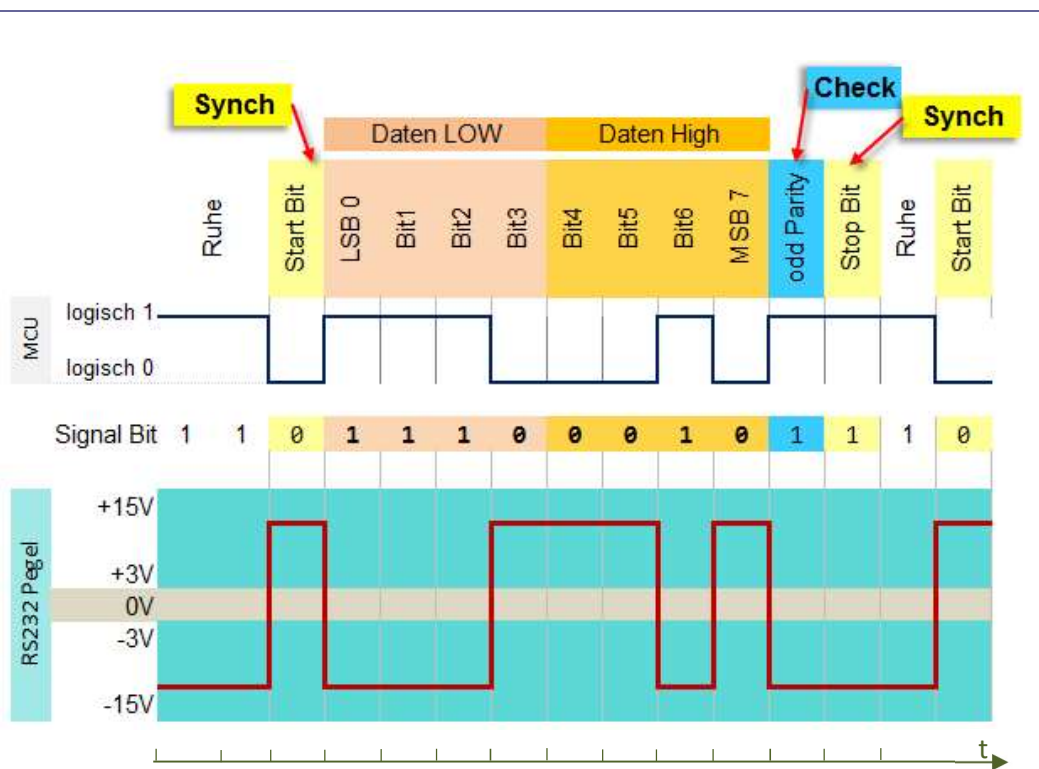 Check
Synch
Synch
Daten LOW
Daten High
Ruhe
Start Bit
LSB 0
Bit1
Bit2
Bit3
Bit4
Bit5
Bit6
MSB 7
odd Parity
Stop Bit
Ruhe
Start Bit
MCU
logisch 1
logisch 0
Signal Bit 1 1 0 1 1 1 0 0 0 1 0 1 1 1 0
RS232 Pegel
+15V
+3V
0V
-3V
-15V
t